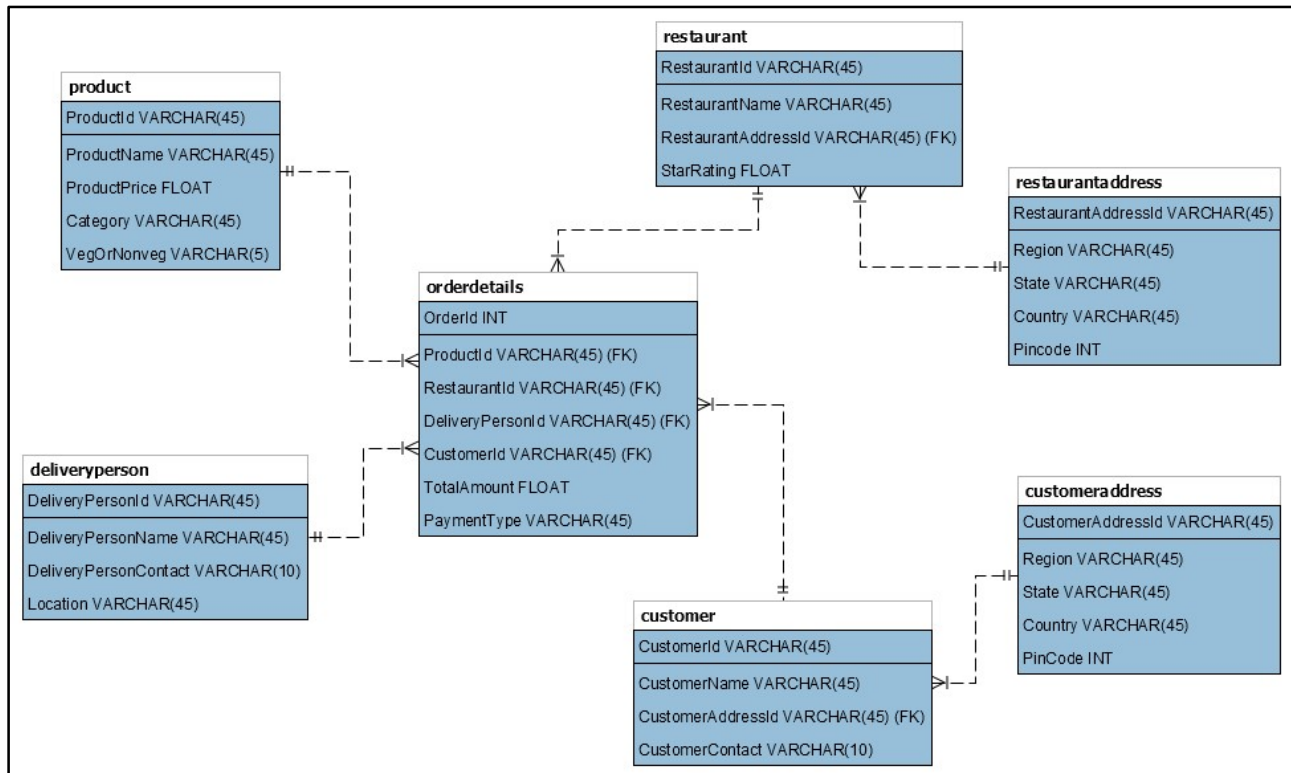 product
ProductId VARCHAR(45)
ProductName VARCHAR(45)
ProductPrice FLOAT
Category VARCHAR(45)
VegOrNonveg VARCHAR(5)
restaurant
RestaurantId VARCHAR(45)
RestaurantName VARCHAR(45)
RestaurantAddressId VARCHAR(45) (FK)
StarRating FLOAT
restaurantaddress
RestaurantAddressId VARCHAR(45)
Region VARCHAR(45)
State VARCHAR(45)
Country VARCHAR(45)
Pincode INT
orderdetails
OrderId INT
ProductId VARCHAR(45) (FK)
RestaurantId VARCHAR(45) (FK)
DeliveryPersonId VARCHAR(45) (FK)
CustomerId VARCHAR(45) (FK)
TotalAmount FLOAT
PaymentType VARCHAR(45)
deliveryperson
DeliveryPersonId VARCHAR(45)
DeliveryPersonName VARCHAR(45)
DeliveryPersonContact VARCHAR(10)
Location VARCHAR(45)
customer
CustomerId VARCHAR(45)
CustomerName VARCHAR(45)
CustomerAddressId VARCHAR(45) (FK)
CustomerContact VARCHAR(10)
customeraddress
CustomerAddressId VARCHAR(45)
Region VARCHAR(45)
State VARCHAR(45)
Country VARCHAR(45)
PinCode INT